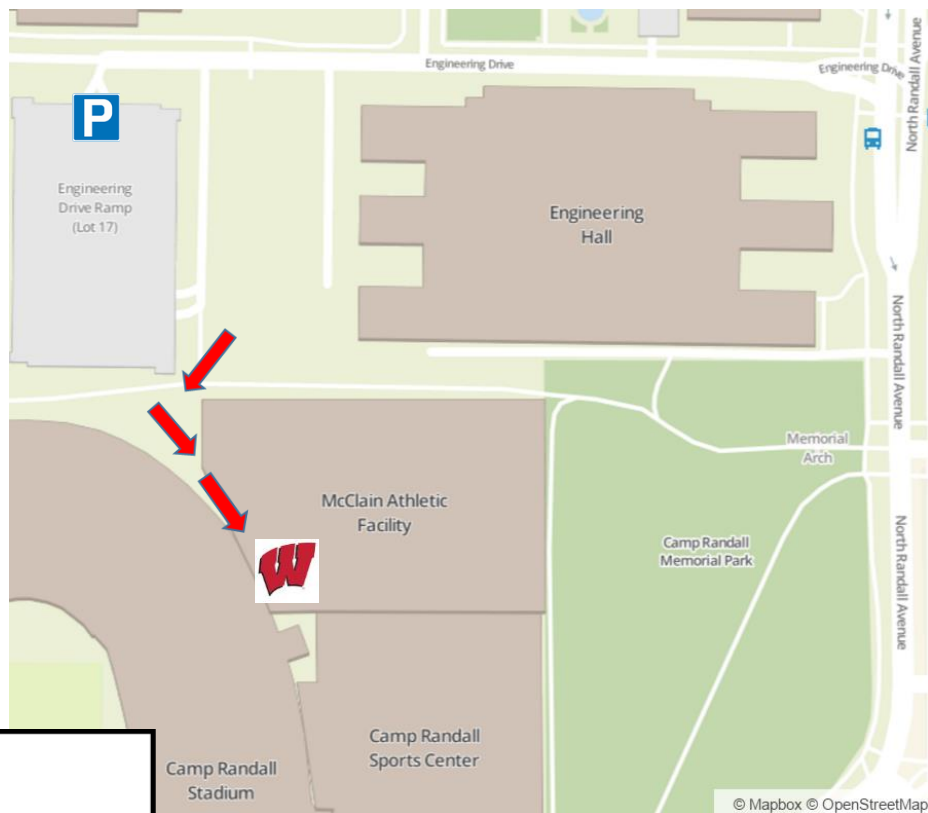 Engineering Drive
Engineering Drive
North Randall Avenue
P
Engineering
Drive Ramp
(Lot 17)
Engineering
Hall
North Randall Avenue
Memorial
Arch
McClain Athletic
Facility
Camp Randall
Memorial Park
North Randall Avenue
W
Camp Randall
Sports Center
Camp Randall
Stadium
© Mapbox © OpenStreetMap